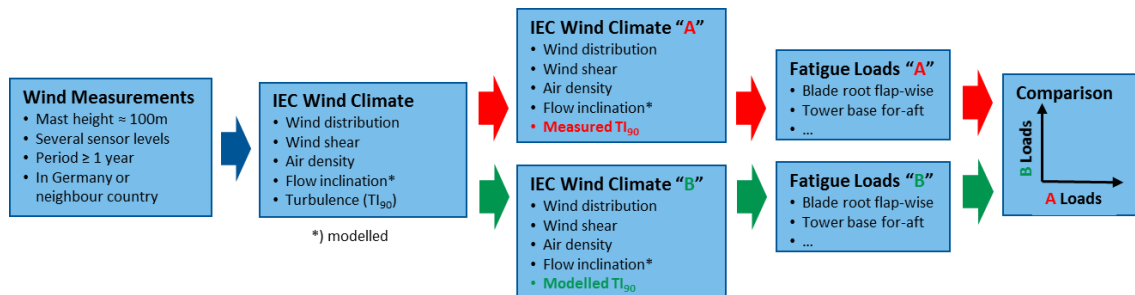 Wind Measurements
• Mast height ≈ 100m
• Several sensor levels
• Period ≥ 1 year
• In Germany or
neighbour country
IEC Wind Climate
• Wind distribution
• Wind shear
• Air density
• Flow inclination*
• Turbulence (TI90)
*) modelled
IEC Wind Climate “A”
• Wind distribution
• Wind shear
• Air density
• Flow inclination*
• Measured TI90
IEC Wind Climate “B”
• Wind distribution
• Wind shear
• Air density
• Flow inclination*
• Modelled TI90
Fatigue Loads “A”
• Blade root flap-wise
• Tower base for-aft
• ...
Fatigue Loads “B”
• Blade root flap-wise
• Tower base for-aft
• ...
Comparison
B Loads
A Loads